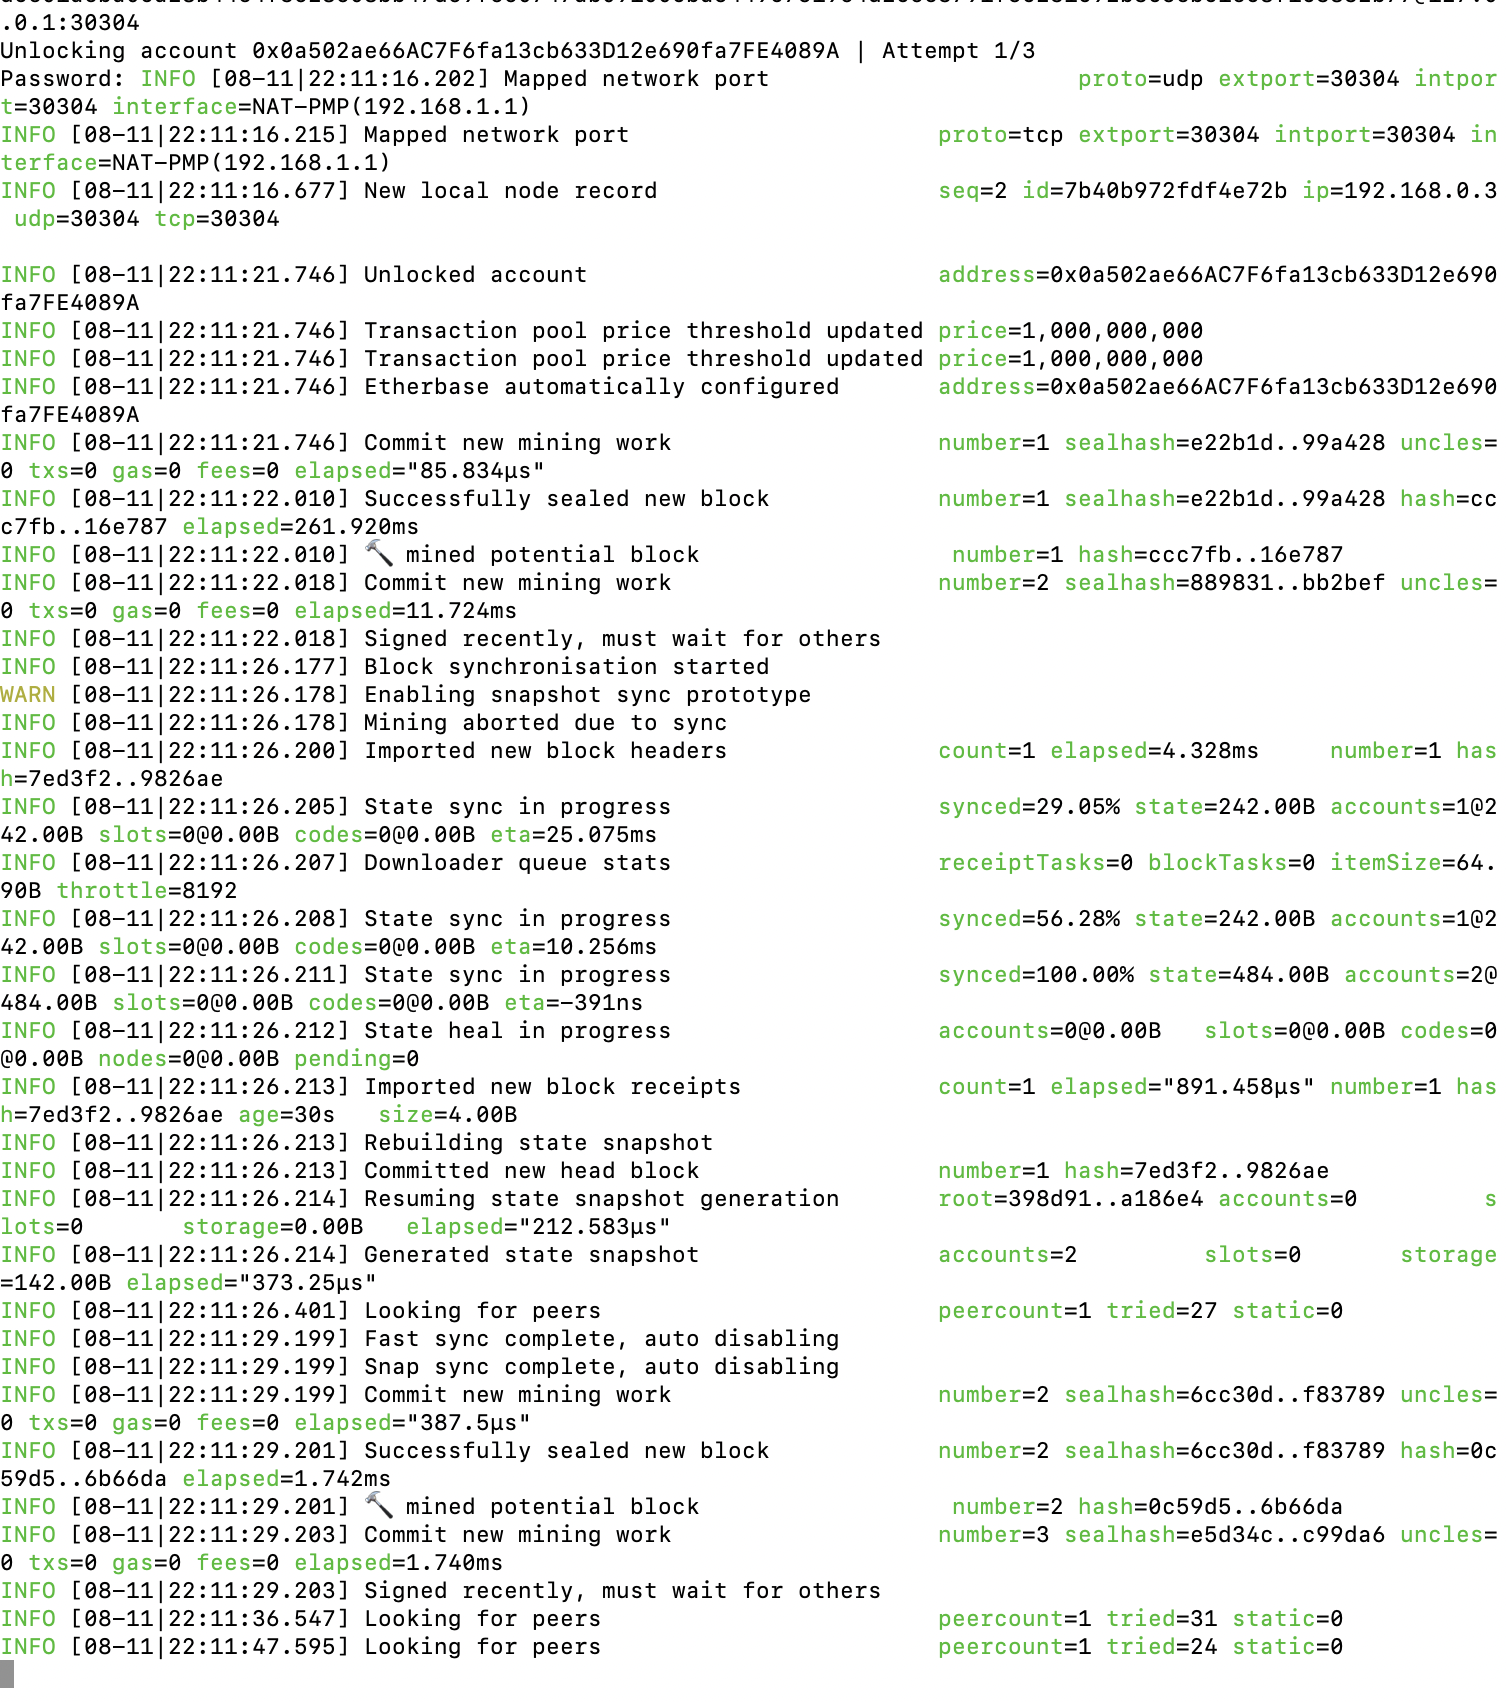 .0.1:30304
Unlocking account 0x0a502ae66AC7F6fa13cb633D12e690fa7FE4089A | Attempt 1/3
Password: INFO [08-11|22:11:16.202] Mapped network port proto=udp extport=30304 intpor
t=30304 interface=NAT-PMP(192.168.1.1)
INFO [08-11|22:11:16.215] Mapped network port proto=tcp extport=30304 intport=30304 in
terface=NAT-PMP(192.168.1.1)
INFO [08-11|22:11:16.677] New local node record seq=2 id=7b40b972fdf4e72b ip=192.168.0.3
udp=30304 tcp=30304
INFO [08-11|22:11:21.746] Unlocked account address=0x0a502ae66AC7F6fa13cb633D12e690
fa7FE4089A
INFO [08-11|22:11:21.746] Transaction pool price threshold updated price=1,000,000,000
INFO [08-11|22:11:21.746] Transaction pool price threshold updated price=1,000,000,000
INFO [08-11|22:11:21.746] Etherbase automatically configured address=0x0a502ae66AC7F6fa13cb633D12e690
fa7FE4089A
INFO [08-11|22:11:21.746] Commit new mining work number=1 sealhash=e22b1d..99a428 uncles=
0 txs=0 gas=0 fees=0 elapsed="85.834µs"
INFO [08-11|22:11:22.010] Successfully sealed new block number=1 sealhash=e22b1d..99a428 hash=cc
c7fb..16e787 elapsed=261.920ms
INFO [08-11|22:11:22.010] 🔨 mined potential block number=1 hash=ccc7fb..16e787
INFO [08-11|22:11:22.018] Commit new mining work number=2 sealhash=889831..bb2bef uncles=
0 txs=0 gas=0 fees=0 elapsed=11.724ms
INFO [08-11|22:11:22.018] Signed recently, must wait for others
INFO [08-11|22:11:26.177] Block synchronisation started
WARN [08-11|22:11:26.178] Enabling snapshot sync prototype
INFO [08-11|22:11:26.178] Mining aborted due to sync
INFO [08-11|22:11:26.200] Imported new block headers count=1 elapsed=4.328ms number=1 has
h=7ed3f2..9826ae
INFO [08-11|22:11:26.205] State sync in progress synced=29.05% state=242.00B accounts=1@2
42.00B slots=0@0.00B codes=0@0.00B eta=25.075ms
INFO [08-11|22:11:26.207] Downloader queue stats receiptTasks=0 blockTasks=0 itemSize=64.
90B throttle=8192
INFO [08-11|22:11:26.208] State sync in progress synced=56.28% state=242.00B accounts=1@2
42.00B slots=0@0.00B codes=0@0.00B eta=10.256ms
INFO [08-11|22:11:26.211] State sync in progress synced=100.00% state=484.00B accounts=2@
484.00B slots=0@0.00B codes=0@0.00B eta=-391ns
INFO [08-11|22:11:26.212] State heal in progress accounts=0@0.00B slots=0@0.00B codes=0
@0.00B nodes=0@0.00B pending=0
INFO [08-11|22:11:26.213] Imported new block receipts count=1 elapsed="891.458µs" number=1 has
h=7ed3f2..9826ae age=30s size=4.00B
INFO [08-11|22:11:26.213] Rebuilding state snapshot
INFO [08-11|22:11:26.213] Committed new head block number=1 hash=7ed3f2..9826ae
INFO [08-11|22:11:26.214] Resuming state snapshot generation root=398d91..a186e4 accounts=0 s
lots=0 storage=0.00B elapsed="212.583µs"
INFO [08-11|22:11:26.214] Generated state snapshot accounts=2 slots=0 storage
=142.00B elapsed="373.25µs"
INFO [08-11|22:11:26.401] Looking for peers peercount=1 tried=27 static=0
INFO [08-11|22:11:29.199] Fast sync complete, auto disabling
INFO [08-11|22:11:29.199] Snap sync complete, auto disabling
INFO [08-11|22:11:29.199] Commit new mining work number=2 sealhash=6cc30d..f83789 uncles=
0 txs=0 gas=0 fees=0 elapsed="387.5µs"
INFO [08-11|22:11:29.201] Successfully sealed new block number=2 sealhash=6cc30d..f83789 hash=0c
59d5..6b66da elapsed=1.742ms
INFO [08-11|22:11:29.201] 🔨 mined potential block number=2 hash=0c59d5..6b66da
INFO [08-11|22:11:29.203] Commit new mining work number=3 sealhash=e5d34c..c99da6 uncles=
0 txs=0 gas=0 fees=0 elapsed=1.740ms
INFO [08-11|22:11:29.203] Signed recently, must wait for others
INFO [08-11|22:11:36.547] Looking for peers peercount=1 tried=31 static=0
INFO [08-11|22:11:47.595] Looking for peers peercount=1 tried=24 static=0